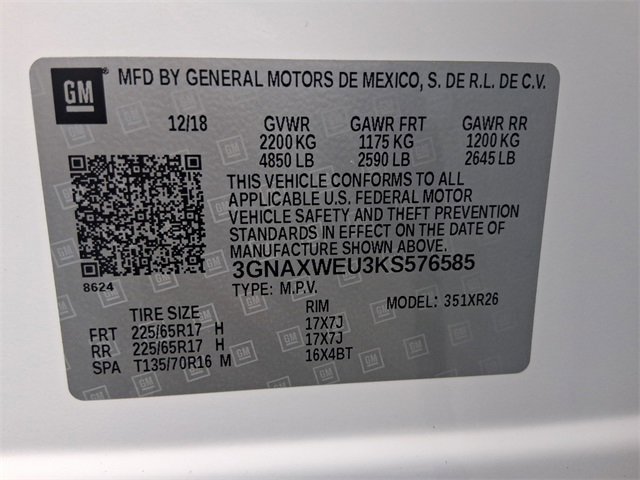 GM® MFD BY GENERAL MOTORS DE MEXICO, S. DE R.L. DE C.V.
12/18 GVWR GAWR FRT GAWR RR
2200 KG 1175 KG 1200 KG
4850 LB 2590 LB 2645 LB
THIS VEHICLE CONFORMS TO ALL
APPLICABLE U.S. FEDERAL MOTOR
VEHICLE SAFETY AND THEFT PREVENTION
STANDARDS IN EFFECT ON THE DATE OF
MANUFACTURE SHOWN ABOVE.
8624 3GNAXWEU3KS576585
TYPE: M.P.V. MODEL: 351XR26
TIRE SIZE RIM
FRT 225/65R17 H 17X7J
RR 225/65R17 H 17X7J
SPA T135/70R16 M 16X4BT